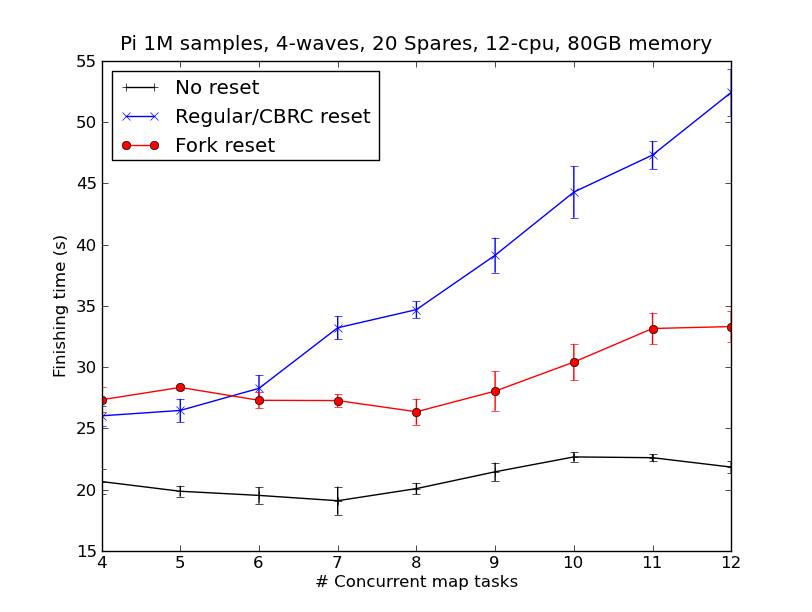 Pi 1M samples, 4-waves, 20 Spares, 12-cpu, 80GB memory
No reset
Regular/CBRC reset
Fork reset
Finishing time (s)
55
50
45
40
35
30
25
20
15
4 5 6 7 8 9 10 11 12
# Concurrent map tasks